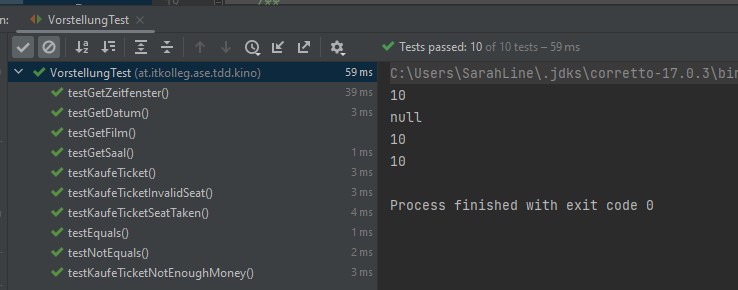 /**
n: VorstellungTest ×
Tests passed: 10 of 10 tests – 59 ms
VorstellungTest (at.itkolleg.ase.tdd.kino) 59 ms
testGetZeitfenster() 39 ms
testGetDatum() 3 ms
testGetFilm()
testGetSaal() 1 ms
testKaufeTicket() 3 ms
testKaufeTicketInvalidSeat() 3 ms
testKaufeTicketSeatTaken() 4 ms
testEquals() 1 ms
testNotEquals() 2 ms
testKaufeTicketNotEnoughMoney() 3 ms
C:\Users\SarahLine\.jdks\corretto-17.0.3\bin
10
null
10
10
Process finished with exit code 0